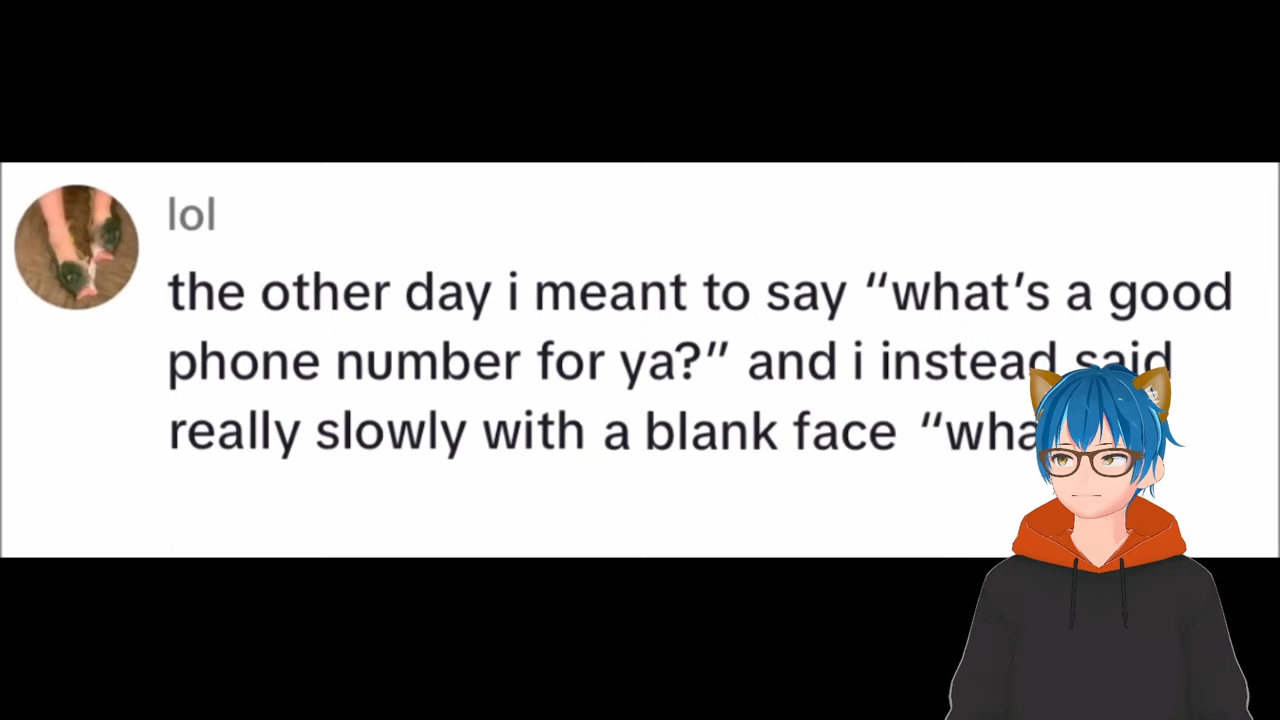 lol
the other day i meant to say “what’s a good
phone number for ya?” and i instead said
really slowly with a blank face “wha